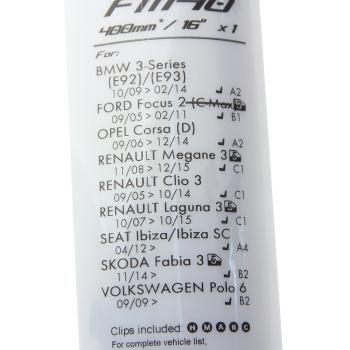 FM40
400mm*/16" x1
For:
BMW 3-Series
(E92)/(E93)
10/09 > 02/14 A2
FORD Focus 2 (C-Max)
09/05 > 02/11 B1
OPEL Corsa (D)
09/06 > 12/14 A2
RENAULT Megane 3
11/08 > 12/15 C1
RENAULT Clio 3
09/05 > 10/14 C1
RENAULT Laguna 3
10/07 > 10/15 C1
SEAT Ibiza/Ibiza SC
04/12 > A4
SKODA Fabia 3
11/14 > B2
VOLKSWAGEN Polo 6
09/09 > B2
Clips included: H M A B C
For complete vehicle list,